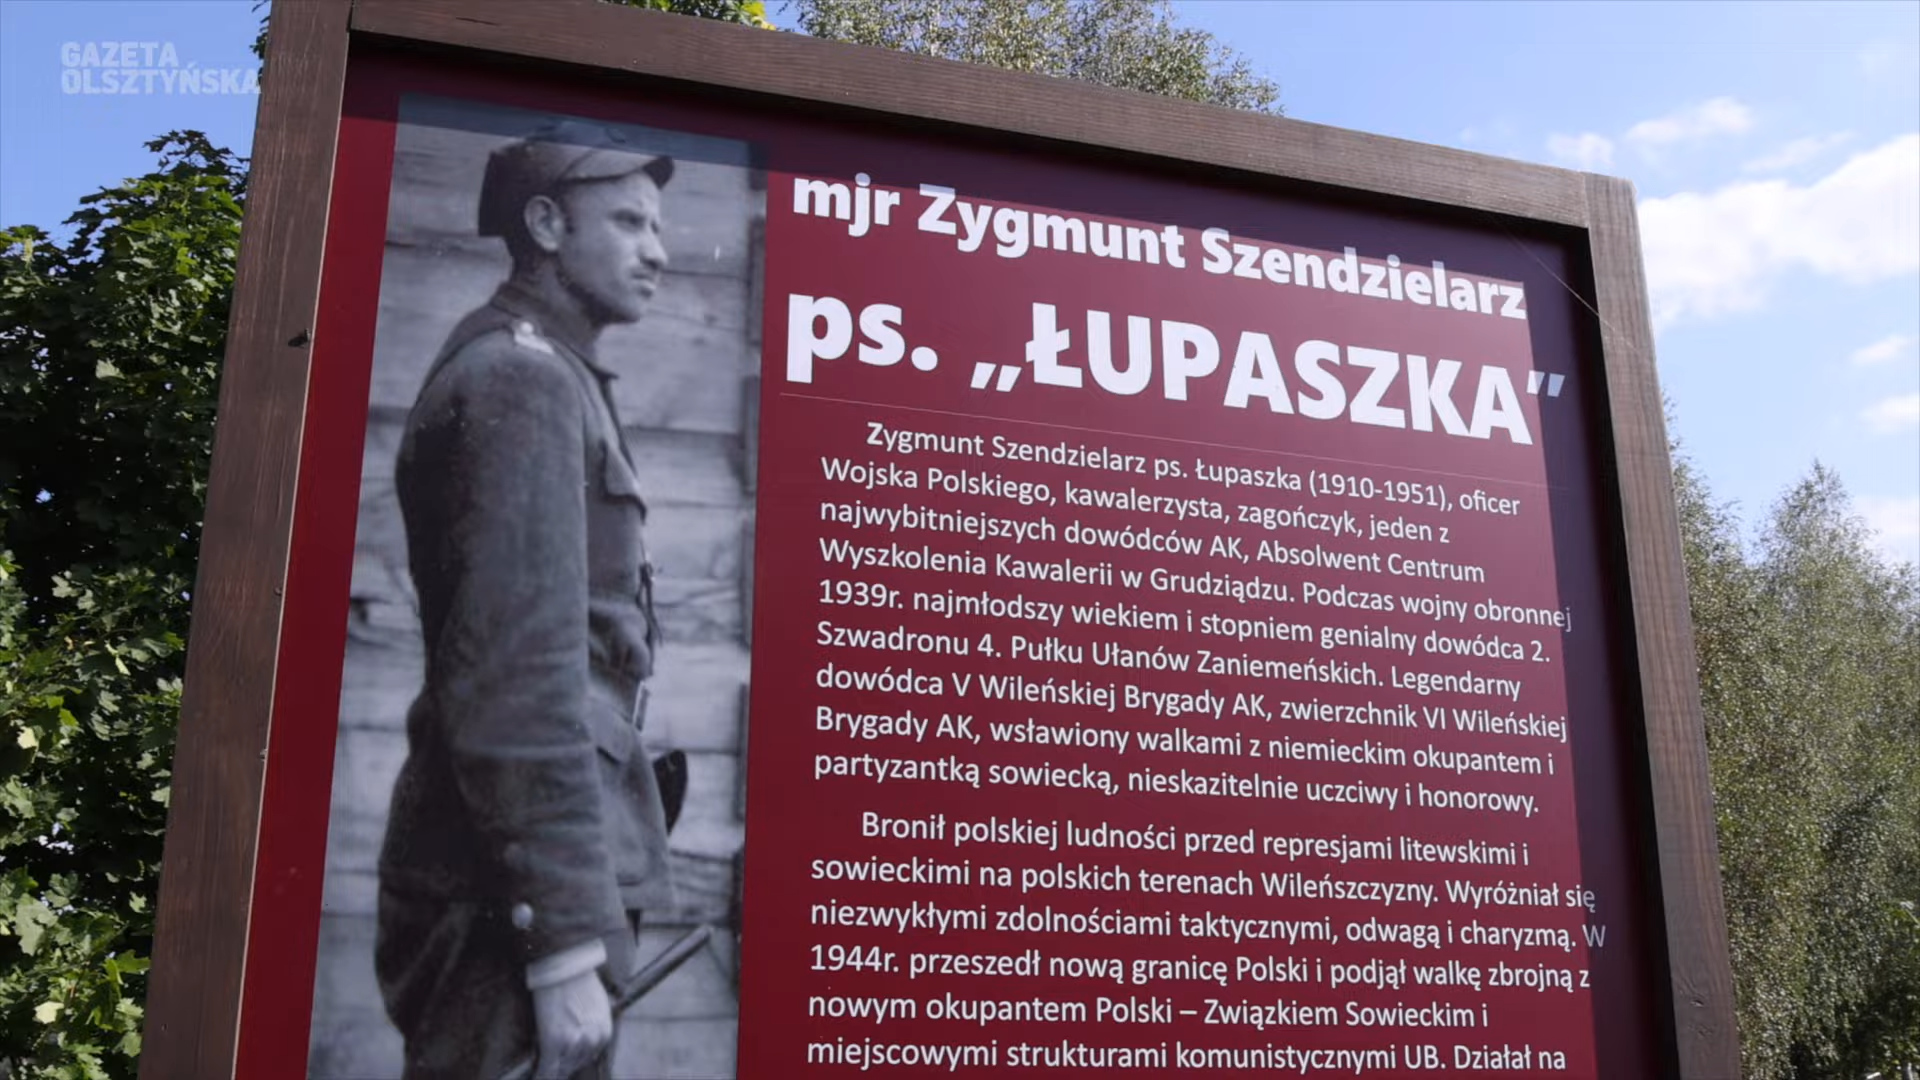 GAZETA
OLSZTYŃSKA
mjr Zygmunt Szendzielarz
ps. „ŁUPASZKA”
Zygmunt Szendzielarz ps. Łupaszka (1910-1951), oficer
Wojska Polskiego, kawalerzysta, zagończyk, jeden z
najwybitniejszych dowódców AK, Absolwent Centrum
Wyszkolenia Kawalerii w Grudziądzu. Podczas wojny obronnej
1939r. najmłodszy wiekiem i stopniem genialny dowódca 2.
Szwadronu 4. Pułku Ułanów Zaniemeńskich. Legendarny
dowódca V Wileńskiej Brygady AK, zwierzchnik VI Wileńskiej
Brygady AK, wsławiony walkami z niemieckim okupantem i
partyzantką sowiecką, nieskazitelnie uczciwy i honorowy.
Bronił polskiej ludności przed represjami litewskimi i
sowieckimi na polskich terenach Wileńszczyzny. Wyróżniał się
niezwykłymi zdolnościami taktycznymi, odwagą i charyzmą. W
1944r. przeszedł nową granicę Polski i podjął walkę zbrojną z
nowym okupantem Polski – Związkiem Sowieckim i
miejscowymi strukturami komunistycznymi UB. Działał na